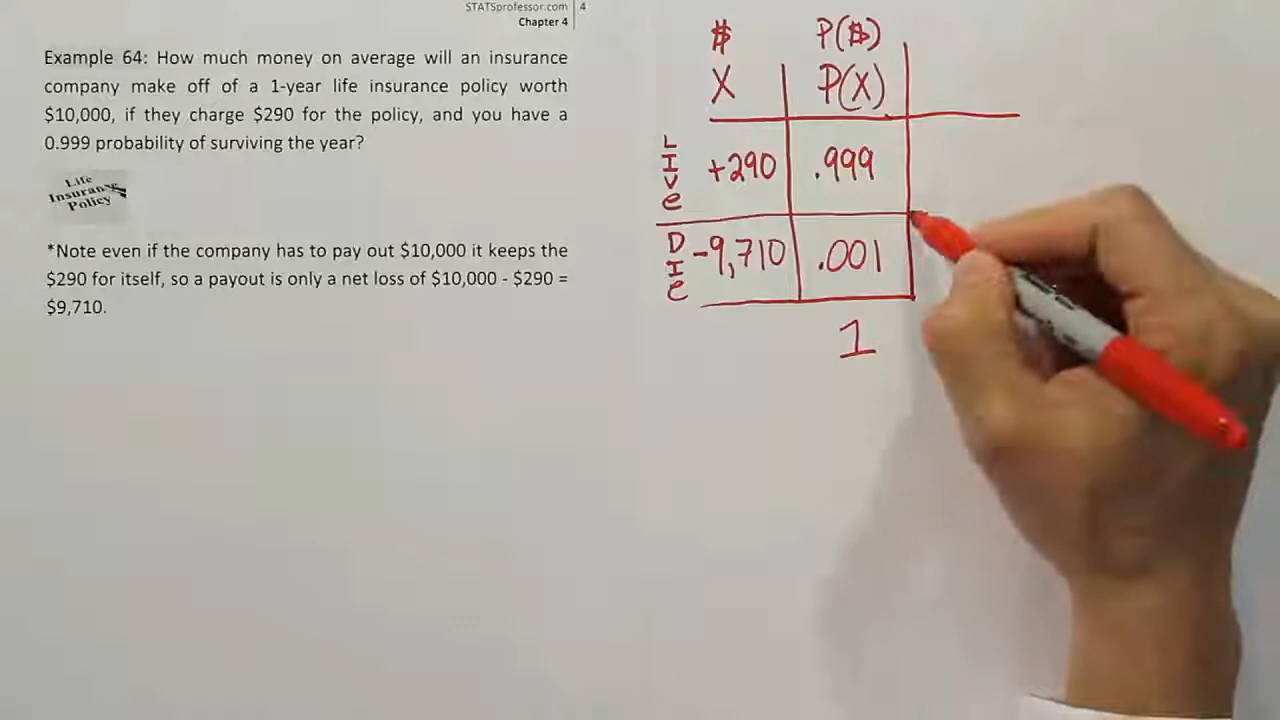 STATSprofessor.com 4
Chapter 4
Example 64: How much money on average will an insurance
company make off of a 1-year life insurance policy worth
$10,000, if they charge $290 for the policy, and you have a
0.999 probability of surviving the year?
Life
Insurance
Policy
*Note even if the company has to pay out $10,000 it keeps the
$290 for itself, so a payout is only a net loss of $10,000 - $290 =
$9,710.
$ P($)
X P(X)
LIVe +290 .999
DIe -9,710 .001
1